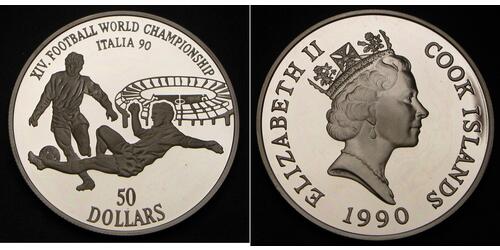 XIV. FOOTBALL WORLD CHAMPIONSHIP
ITALIA 90
50
DOLLARS
ELIZABETH II
COOK ISLANDS
1990